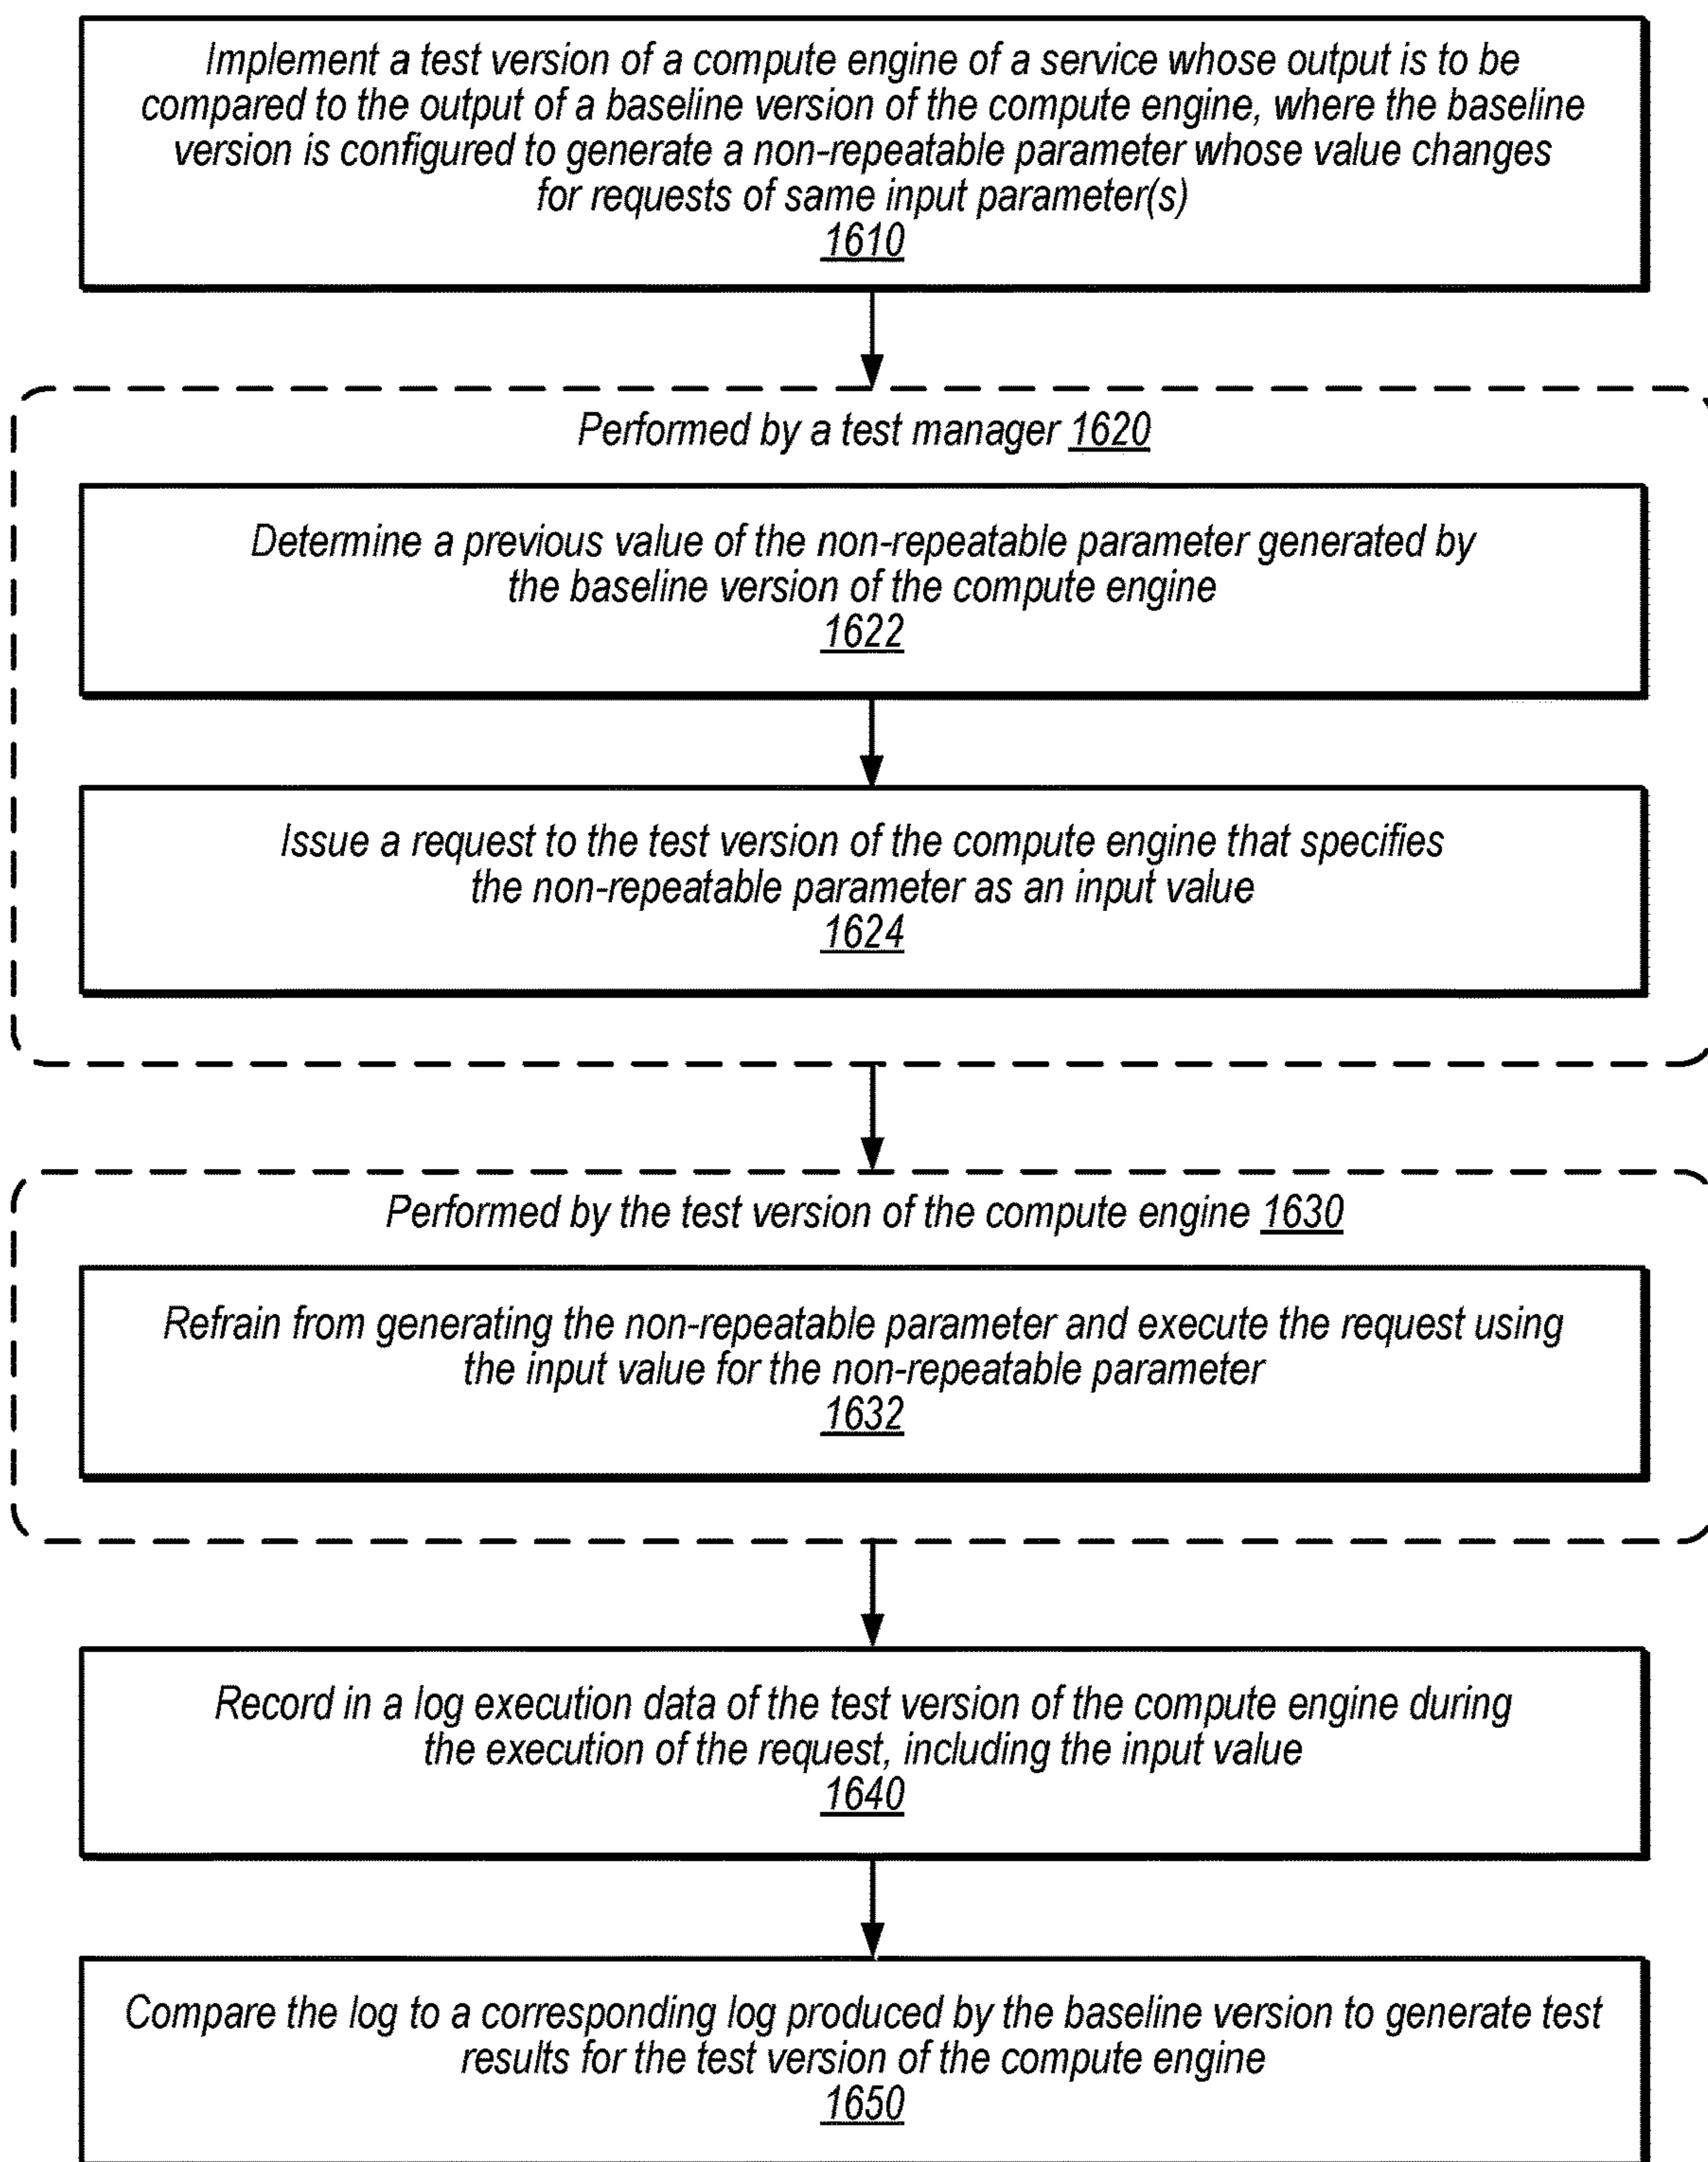 Implement a test version of a compute engine of a service whose output is to be
compared to the output of a baseline version of the compute engine, where the baseline
version is configured to generate a non-repeatable parameter whose value changes
for requests of same input parameter(s)
1610
Performed by a test manager 1620
Determine a previous value of the non-repeatable parameter generated by
the baseline version of the compute engine
1622
Issue a request to the test version of the compute engine that specifies
the non-repeatable parameter as an input value
1624
Performed by the test version of the compute engine 1630
Refrain from generating the non-repeatable parameter and execute the request using
the input value for the non-repeatable parameter
1632
Record in a log execution data of the test version of the compute engine during
the execution of the request, including the input value
1640
Compare the log to a corresponding log produced by the baseline version to generate test
results for the test version of the compute engine
1650